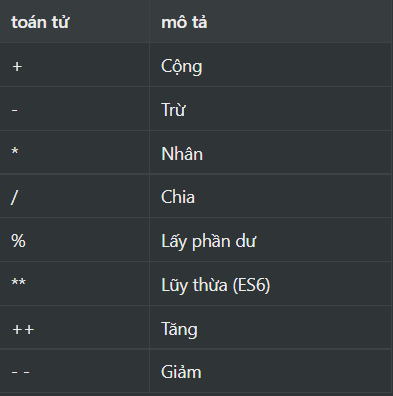 toán tử mô tả
+ Cộng
- Trừ
* Nhân
/ Chia
% Lấy phần dư
** Lũy thừa (ES6)
++ Tăng
- - Giảm